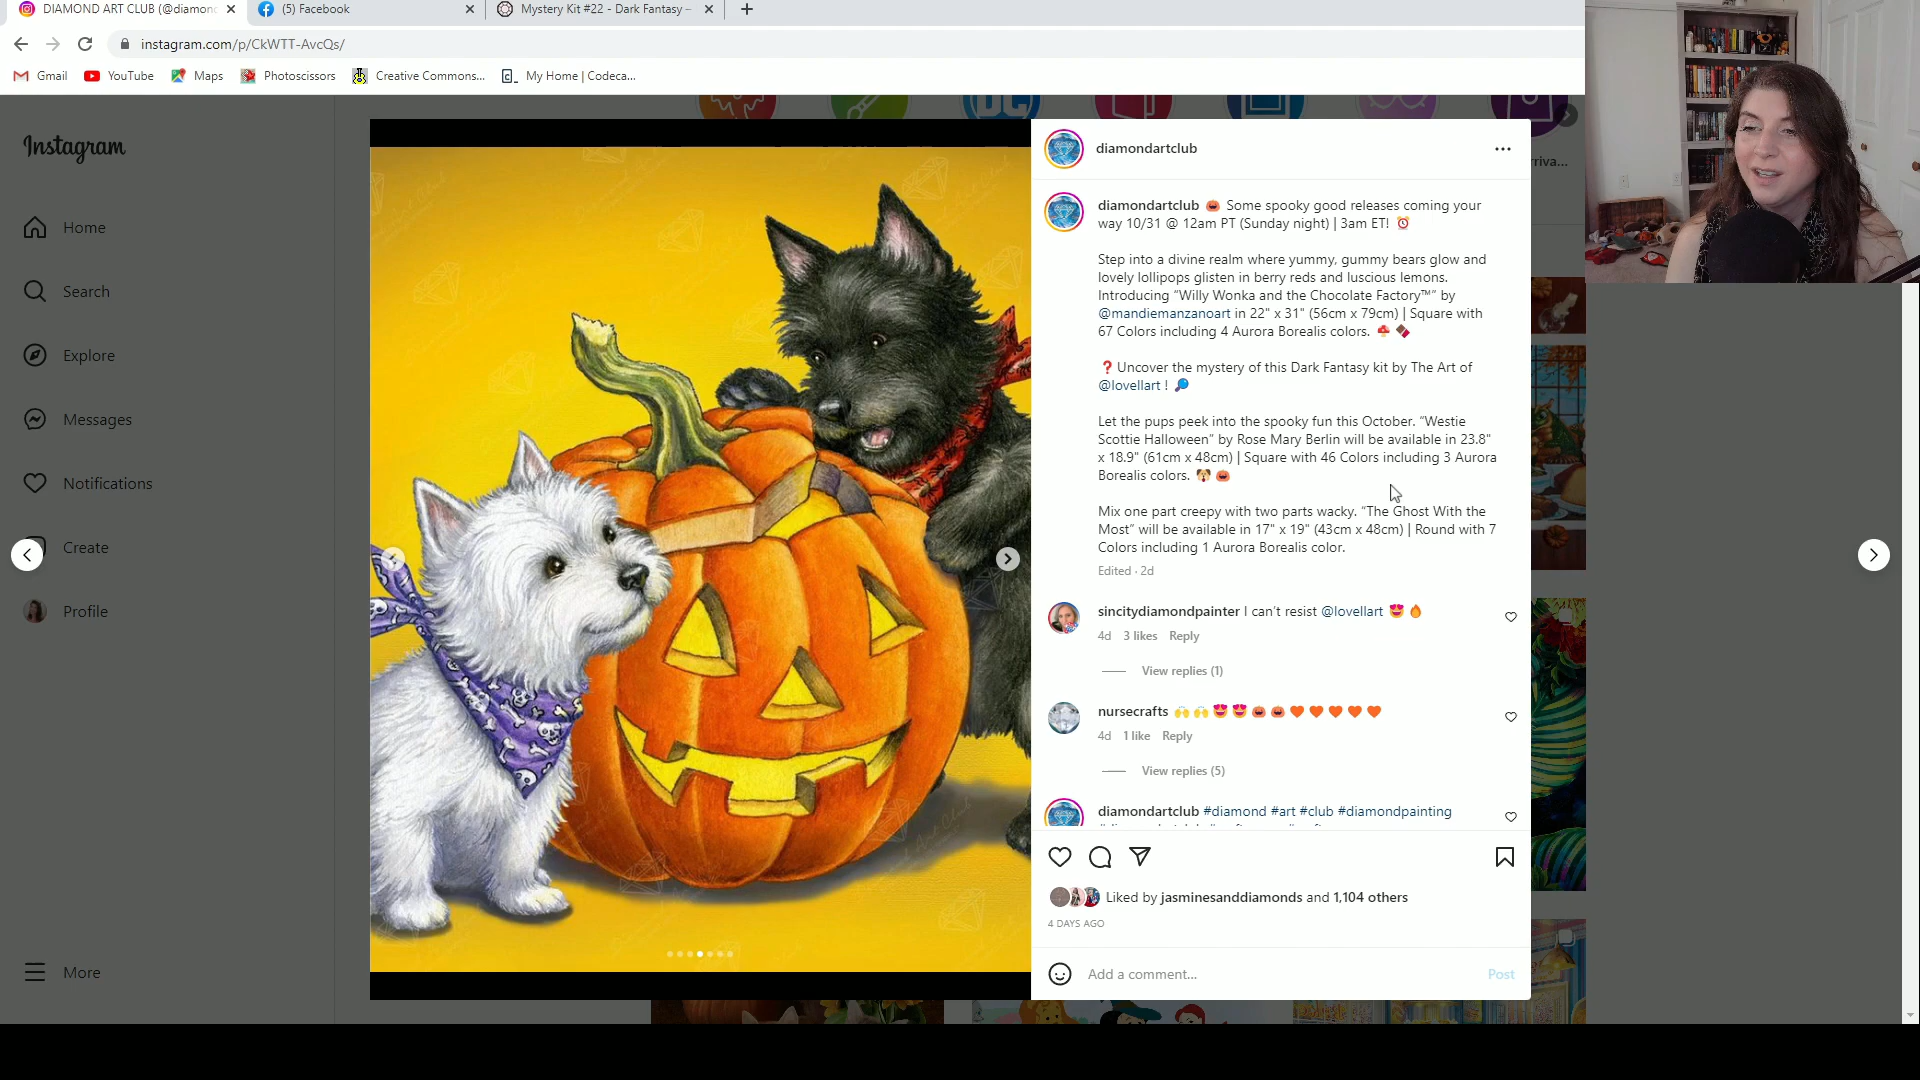 DIAMOND ART CLUB (@diamon
(5) Facebook
Mystery Kit #22 - Dark Fantasy –
instagram.com/p/CkWTT-AvcQs/
Gmail
YouTube
Maps
Photoscissors
Creative Commons...
My Home | Codeca...
Instagram
Home
Search
Explore
Messages
Notifications
Create
Profile
More
DC
diamondartclub
riva...
diamondartclub 🎃 Some spooky good releases coming your
way 10/31 @ 12am PT (Sunday night) | 3am ET! ⏰
Step into a divine realm where yummy, gummy bears glow and
lovely lollipops glisten in berry reds and luscious lemons.
Introducing “Willy Wonka and the Chocolate Factory™” by
@mandiemanzanoart in 22" x 31" (56cm x 79cm) | Square with
67 Colors including 4 Aurora Borealis colors. 🍄 🍫
❓Uncover the mystery of this Dark Fantasy kit by The Art of
@lovellart ! 🔎
Let the pups peek into the spooky fun this October. “Westie
Scottie Halloween” by Rose Mary Berlin will be available in 23.8"
x 18.9" (61cm x 48cm) | Square with 46 Colors including 3 Aurora
Borealis colors. 🐶 🎃
Mix one part creepy with two parts wacky. “The Ghost With the
Most” will be available in 17" x 19" (43cm x 48cm) | Round with 7
Colors including 1 Aurora Borealis color.
Edited · 2d
sincitydiamondpainter I can’t resist @lovellart 😍 🔥
4d 3 likes Reply
View replies (1)
nursecrafts 🙌 🙌 😍 😍 🎃 🎃 🧡 🧡 🧡 🧡 🧡
4d 1 like Reply
View replies (5)
diamondartclub #diamond #art #club #diamondpainting
Liked by jasminesanddiamonds and 1,104 others
4 DAYS AGO
Add a comment...
Post